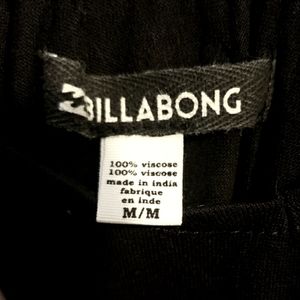 BILLABONG
100% viscose
100% viscose
made in india
fabrique
en inde
M/M